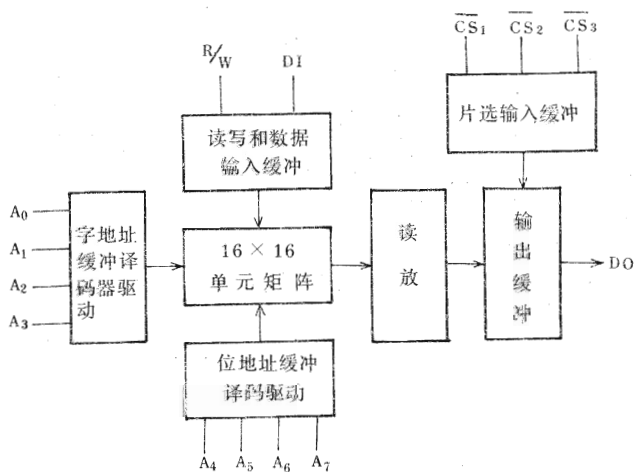 CS1 CS2 CS3
R/W DI
片选输入缓冲
读写和数据
输入缓冲
A0
A1
A2
A3
字地址
缓冲译
码器驱
动
16×16
单元矩阵
读
放
输
出
缓
冲
DO
位地址缓冲
译码驱动
A4 A5 A6 A7